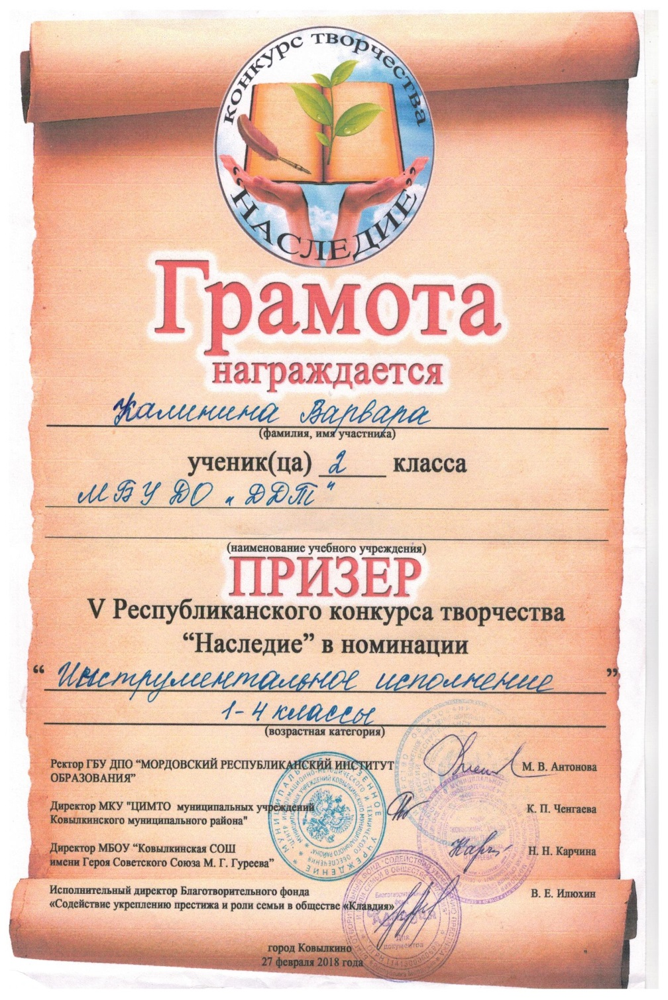 конкурс творчества
“НАСЛЕДИЕ”
Грамота
награждается
Калинина Варвара
(фамилия, имя участника)
ученик(ца) 2 класса
МБУ ДО „ДДТ"
(наименование учебного учреждения)
ПРИЗЕР
V Республиканского конкурса творчества
“Наследие” в номинации
“ Инструментальное исполнение ”
1-4 классы
(возрастная категория)
Ректор ГБУ ДПО “МОРДОВСКИЙ РЕСПУБЛИКАНСКИЙ ИНСТИТУТ
ОБРАЗОВАНИЯ” М. В. Антонова
Директор МКУ "ЦИМТО муниципальных учреждений
Ковылкинского муниципального района" К. П. Ченгаева
Директор МБОУ “Ковылкинская СОШ
имени Героя Советского Союза М. Г. Гуреева” Н. Н. Карчина
Исполнительный директор Благотворительного фонда
«Содействие укреплению престижа и роли семьи в обществе «Клавдия» В. Е. Илюхин
Для
документов
город Ковылкино
27 февраля 2018 года